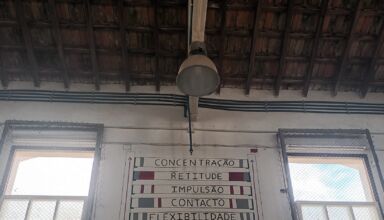 CONCENTRAÇÃO
RETITUDE
IMPULSÃO
CONTACTO
FLEXIBILIDADE